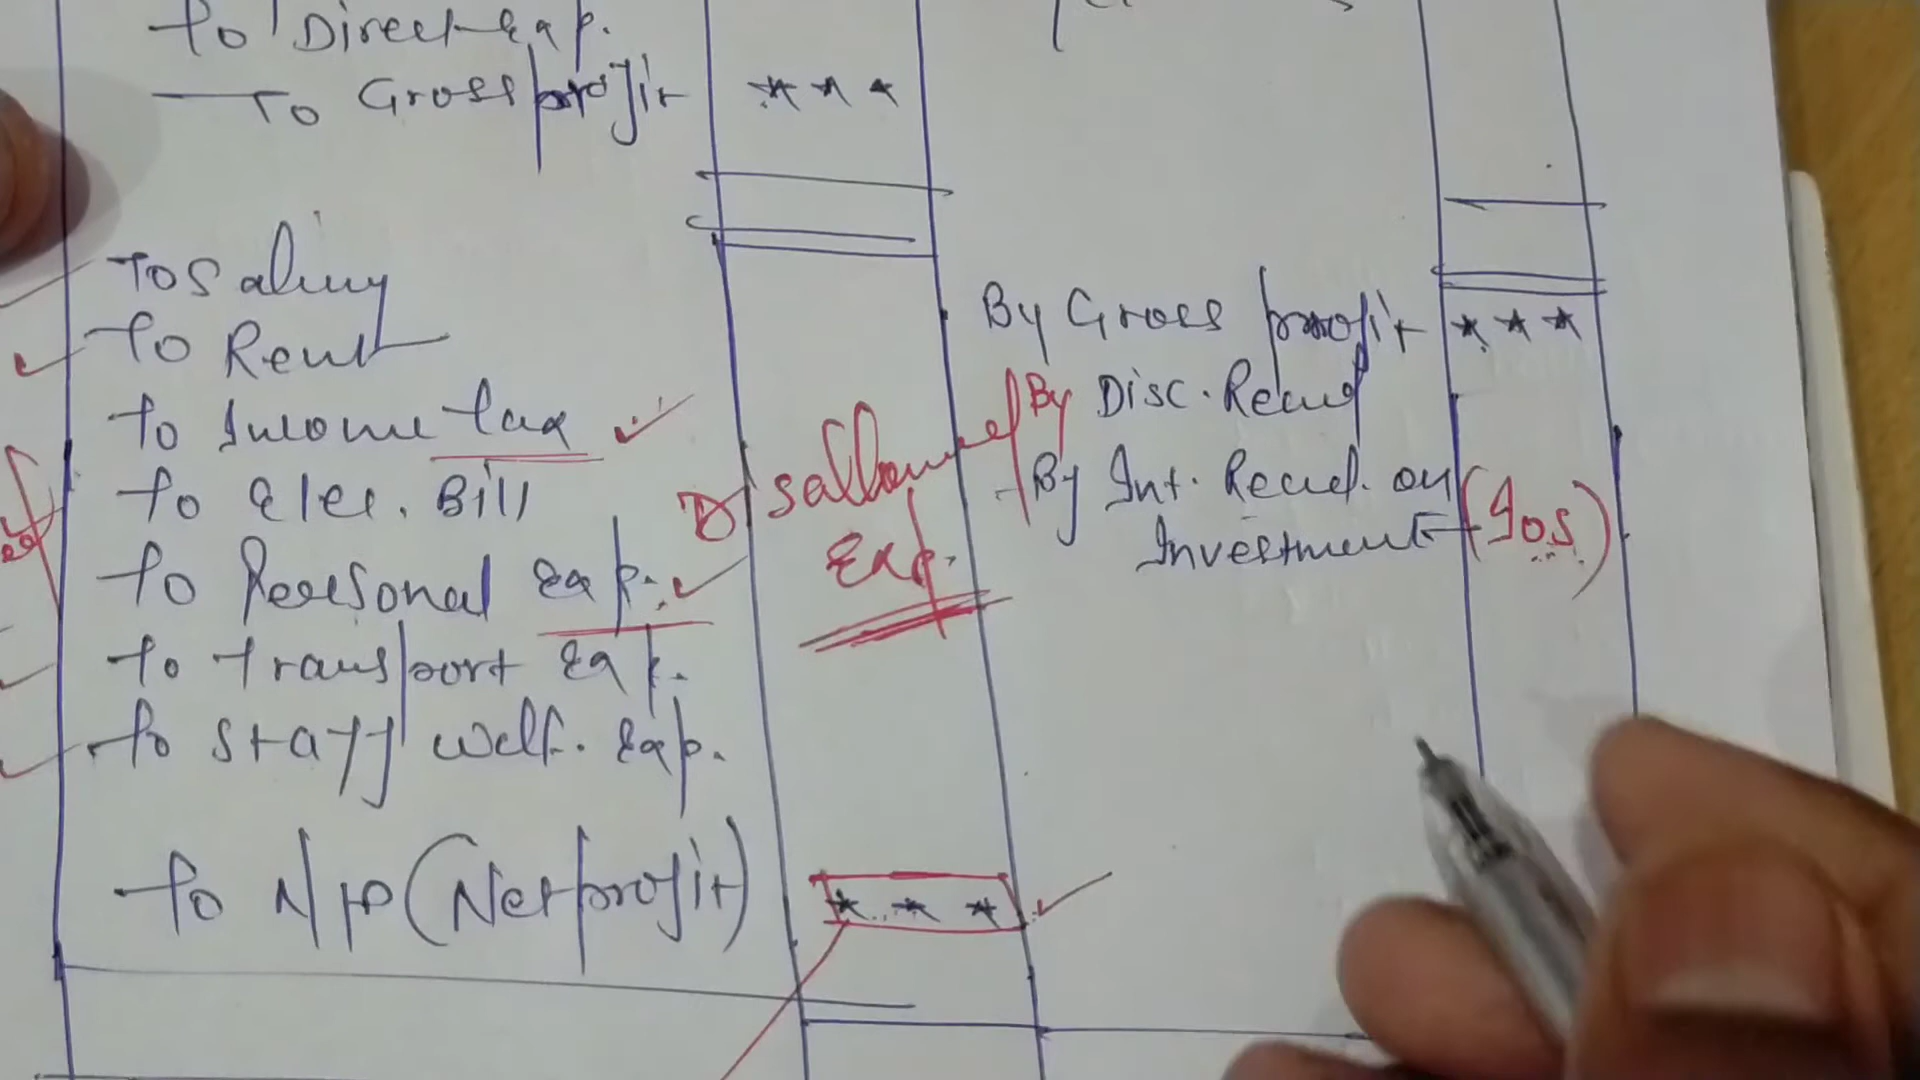 To Direct Exp.
To Gross profit ***
To Salary
To Rent
To Income tax
To Elec. Bill
To Personal Exp.
To Transport Exp.
To Staff Welf. Exp.
To N/P (Net profit) ***
Disallowed
Exp.
By Gross profit ***
By Disc. Recvd
By Int. Recvd. on
Investment (IOS)